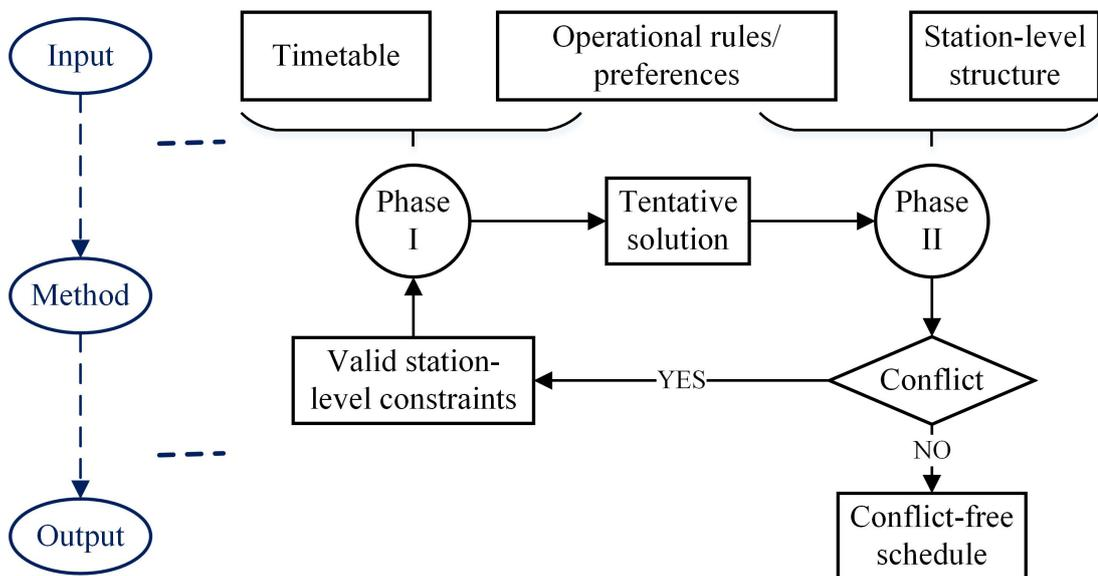 Input
Timetable
Operational rules/
preferences
Station-level
structure
Phase
I
Tentative
solution
Phase
II
Method
Valid station-
level constraints
YES
Conflict
NO
Output
Conflict-free
schedule